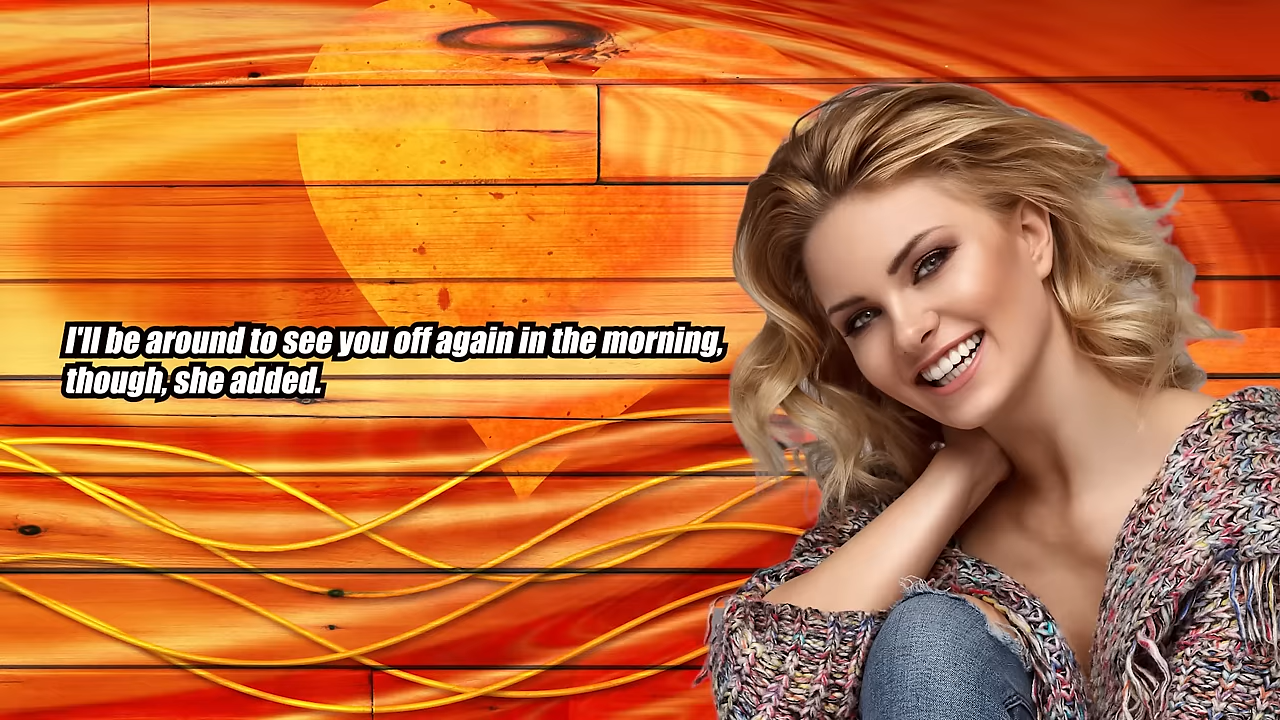 I'll be around to see you off again in the morning,
though, she added.